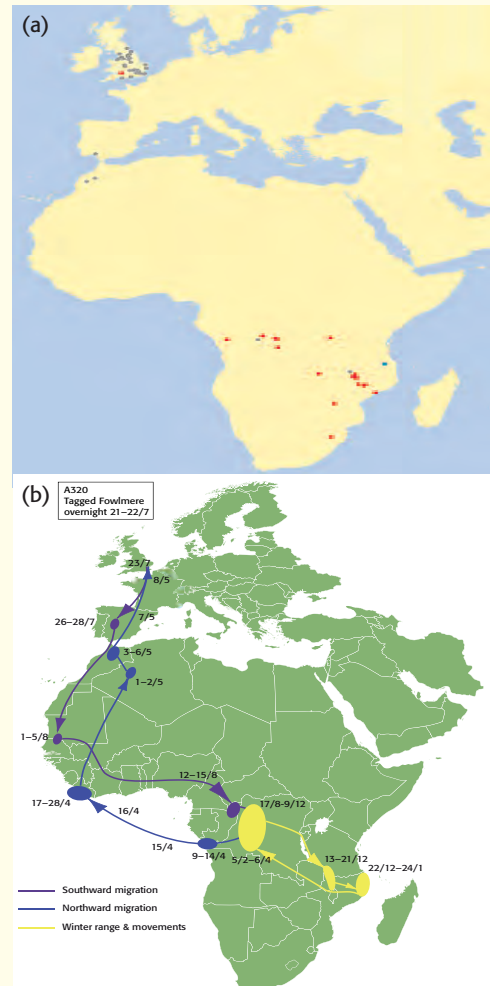 (a)
(b)
A320
Tagged Fowlmere
overnight 21–22/7
23/7
8/5
26–28/7
7/5
3–6/5
1–2/5
1–5/8
12–15/8
17/8-9/12
17–28/4
16/4
15/4
9–14/4
5/2–6/4
13–21/12
22/12–24/1
Southward migration
Northward migration
Winter range & movements